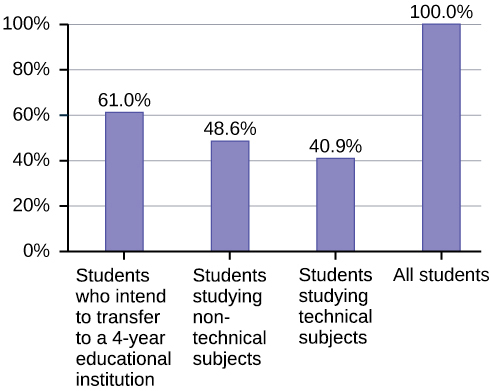 100%
80%
60%
40%
20%
0%
61.0%
48.6%
40.9%
100.0%
Students
who intend
to transfer
to a 4-year
educational
institution
Students
studying
non-
technical
subjects
Students
studying
technical
subjects
All students